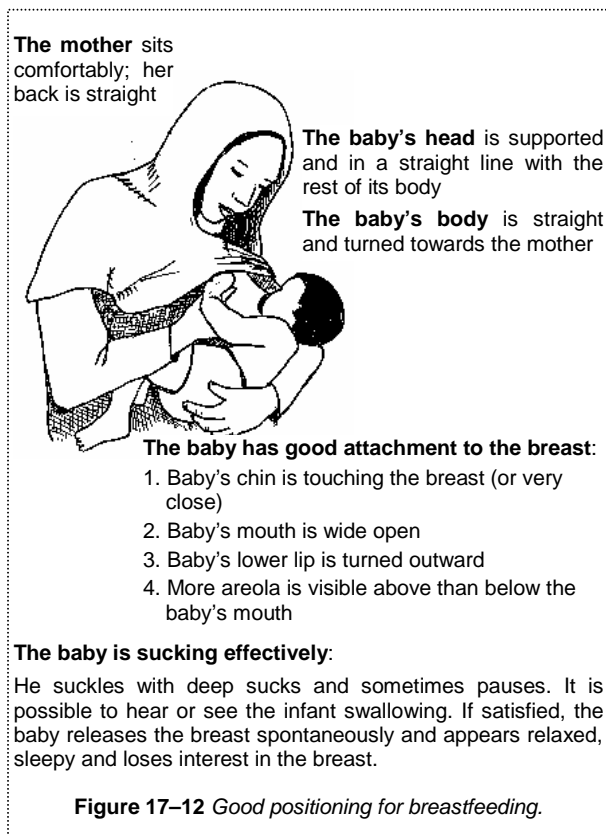 The mother sits
comfortably; her
back is straight
The baby's head is supported
and in a straight line with the
rest of its body
The baby's body is straight
and turned towards the mother
The baby has good attachment to the breast:
1. Baby's chin is touching the breast (or very
close)
2. Baby's mouth is wide open
3. Baby's lower lip is turned outward
4. More areola is visible above than below the
baby's mouth
The baby is sucking effectively:
He suckles with deep sucks and sometimes pauses. It is
possible to hear or see the infant swallowing. If satisfied, the
baby releases the breast spontaneously and appears relaxed,
sleepy and loses interest in the breast.
Figure 17–12 Good positioning for breastfeeding.